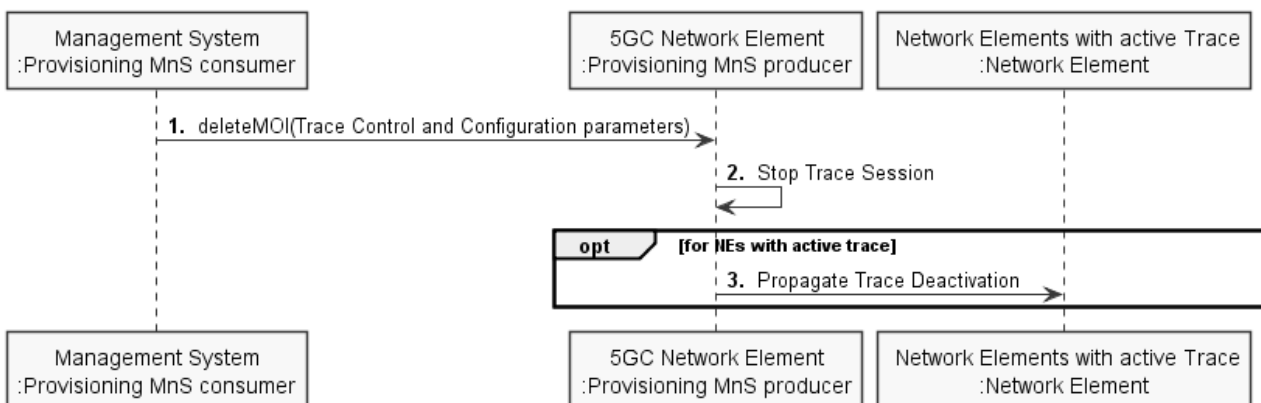 Management System
:Provisioning MnS consumer
5GC Network Element
:Provisioning MnS producer
Network Elements with active Trace
:Network Element
1. deleteMOI(Trace Control and Configuration parameters)
2. Stop Trace Session
opt [for NEs with active trace]
3. Propagate Trace Deactivation
Management System
:Provisioning MnS consumer
5GC Network Element
:Provisioning MnS producer
Network Elements with active Trace
:Network Element